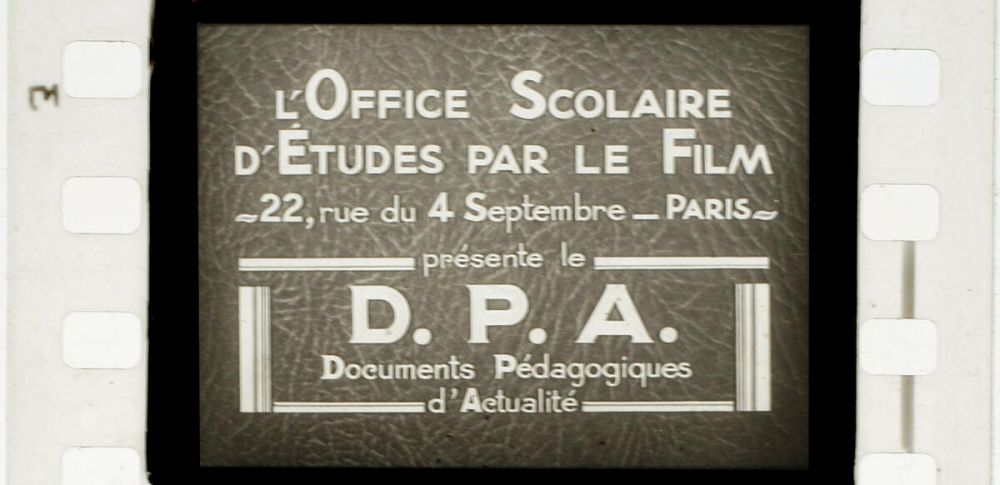 L'OFFICE SCOLAIRE
D'ÉTUDES PAR LE FILM
~22, rue du 4 Septembre _ PARIS~
présente le
D. P. A.
Documents Pédagogiques
d'Actualité
3